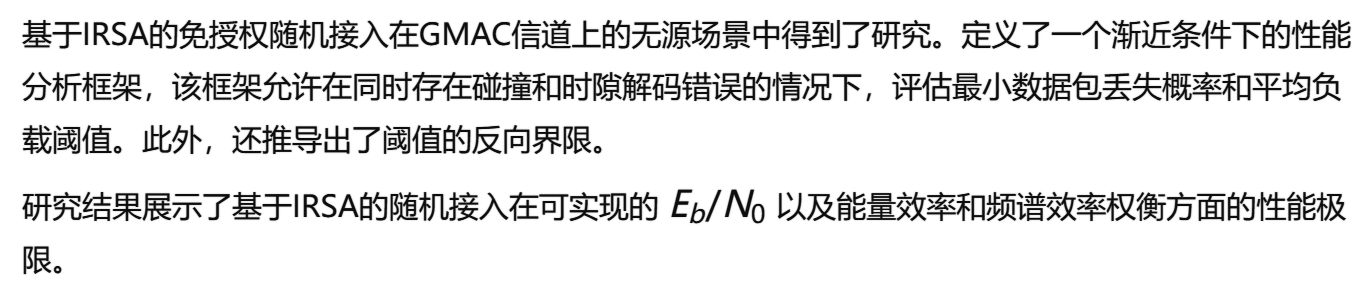 基于IRSA的免授权随机接入在GMAC信道上的无源场景中得到了研究。定义了一个渐近条件下的性能
分析框架，该框架允许在同时存在碰撞和时隙解码错误的情况下，评估最小数据包丢失概率和平均负
载阈值。此外，还推导出了阈值的反向界限。
研究结果展示了基于IRSA的随机接入在可实现的 E_b/N_0 以及能量效率和频谱效率权衡方面的性能极
限。